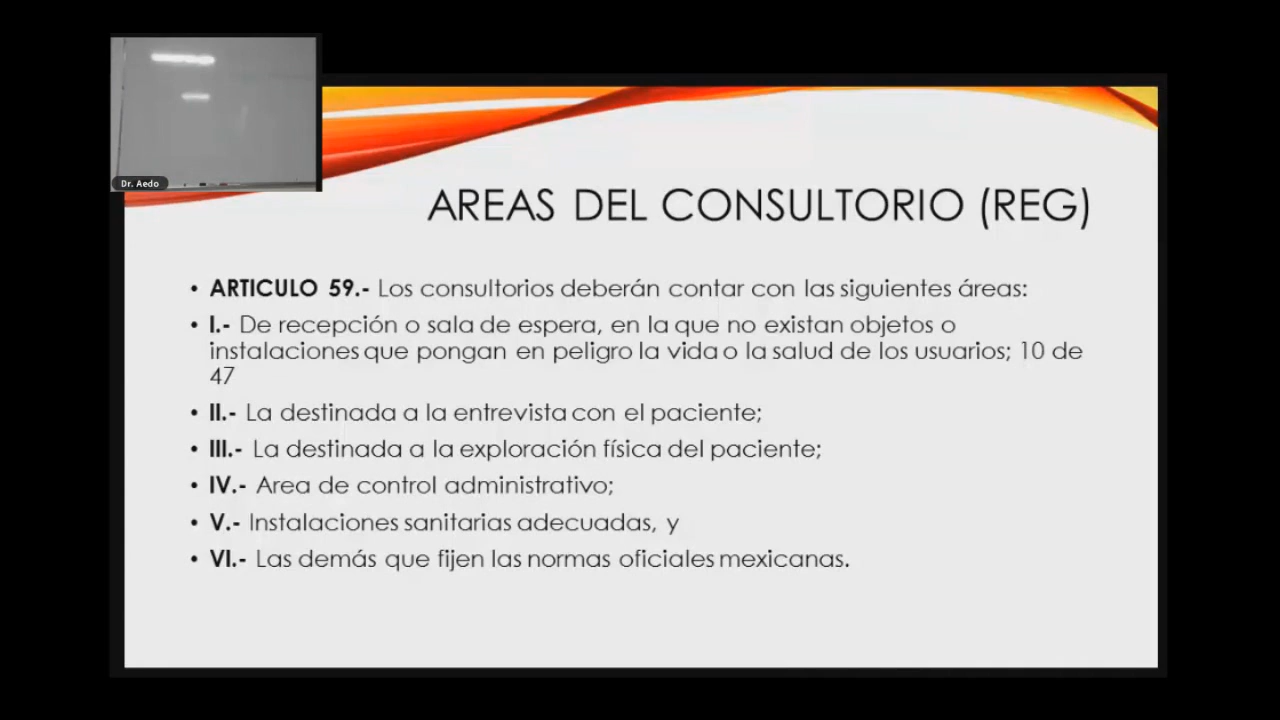 Dr. Aedo
AREAS DEL CONSULTORIO (REG)
• ARTICULO 59.- Los consultorios deberán contar con las siguientes áreas:
• I.- De recepción o sala de espera, en la que no existan objetos o
instalaciones que pongan en peligro la vida o la salud de los usuarios; 10 de
47
• II.- La destinada a la entrevista con el paciente;
• III.- La destinada a la exploración física del paciente;
• IV.- Area de control administrativo;
• V.- Instalaciones sanitarias adecuadas, y
• VI.- Las demás que fijen las normas oficiales mexicanas.